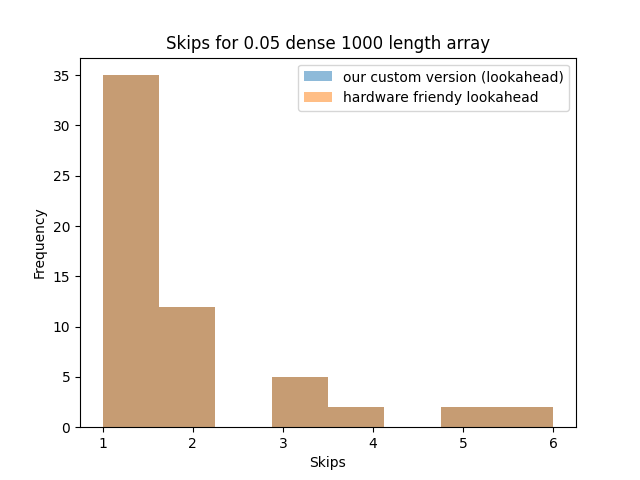 Skips for 0.05 dense 1000 length array
our custom version (lookahead)
hardware friendy lookahead
Frequency
35
30
25
20
15
10
5
0
1 2 3 4 5 6
Skips